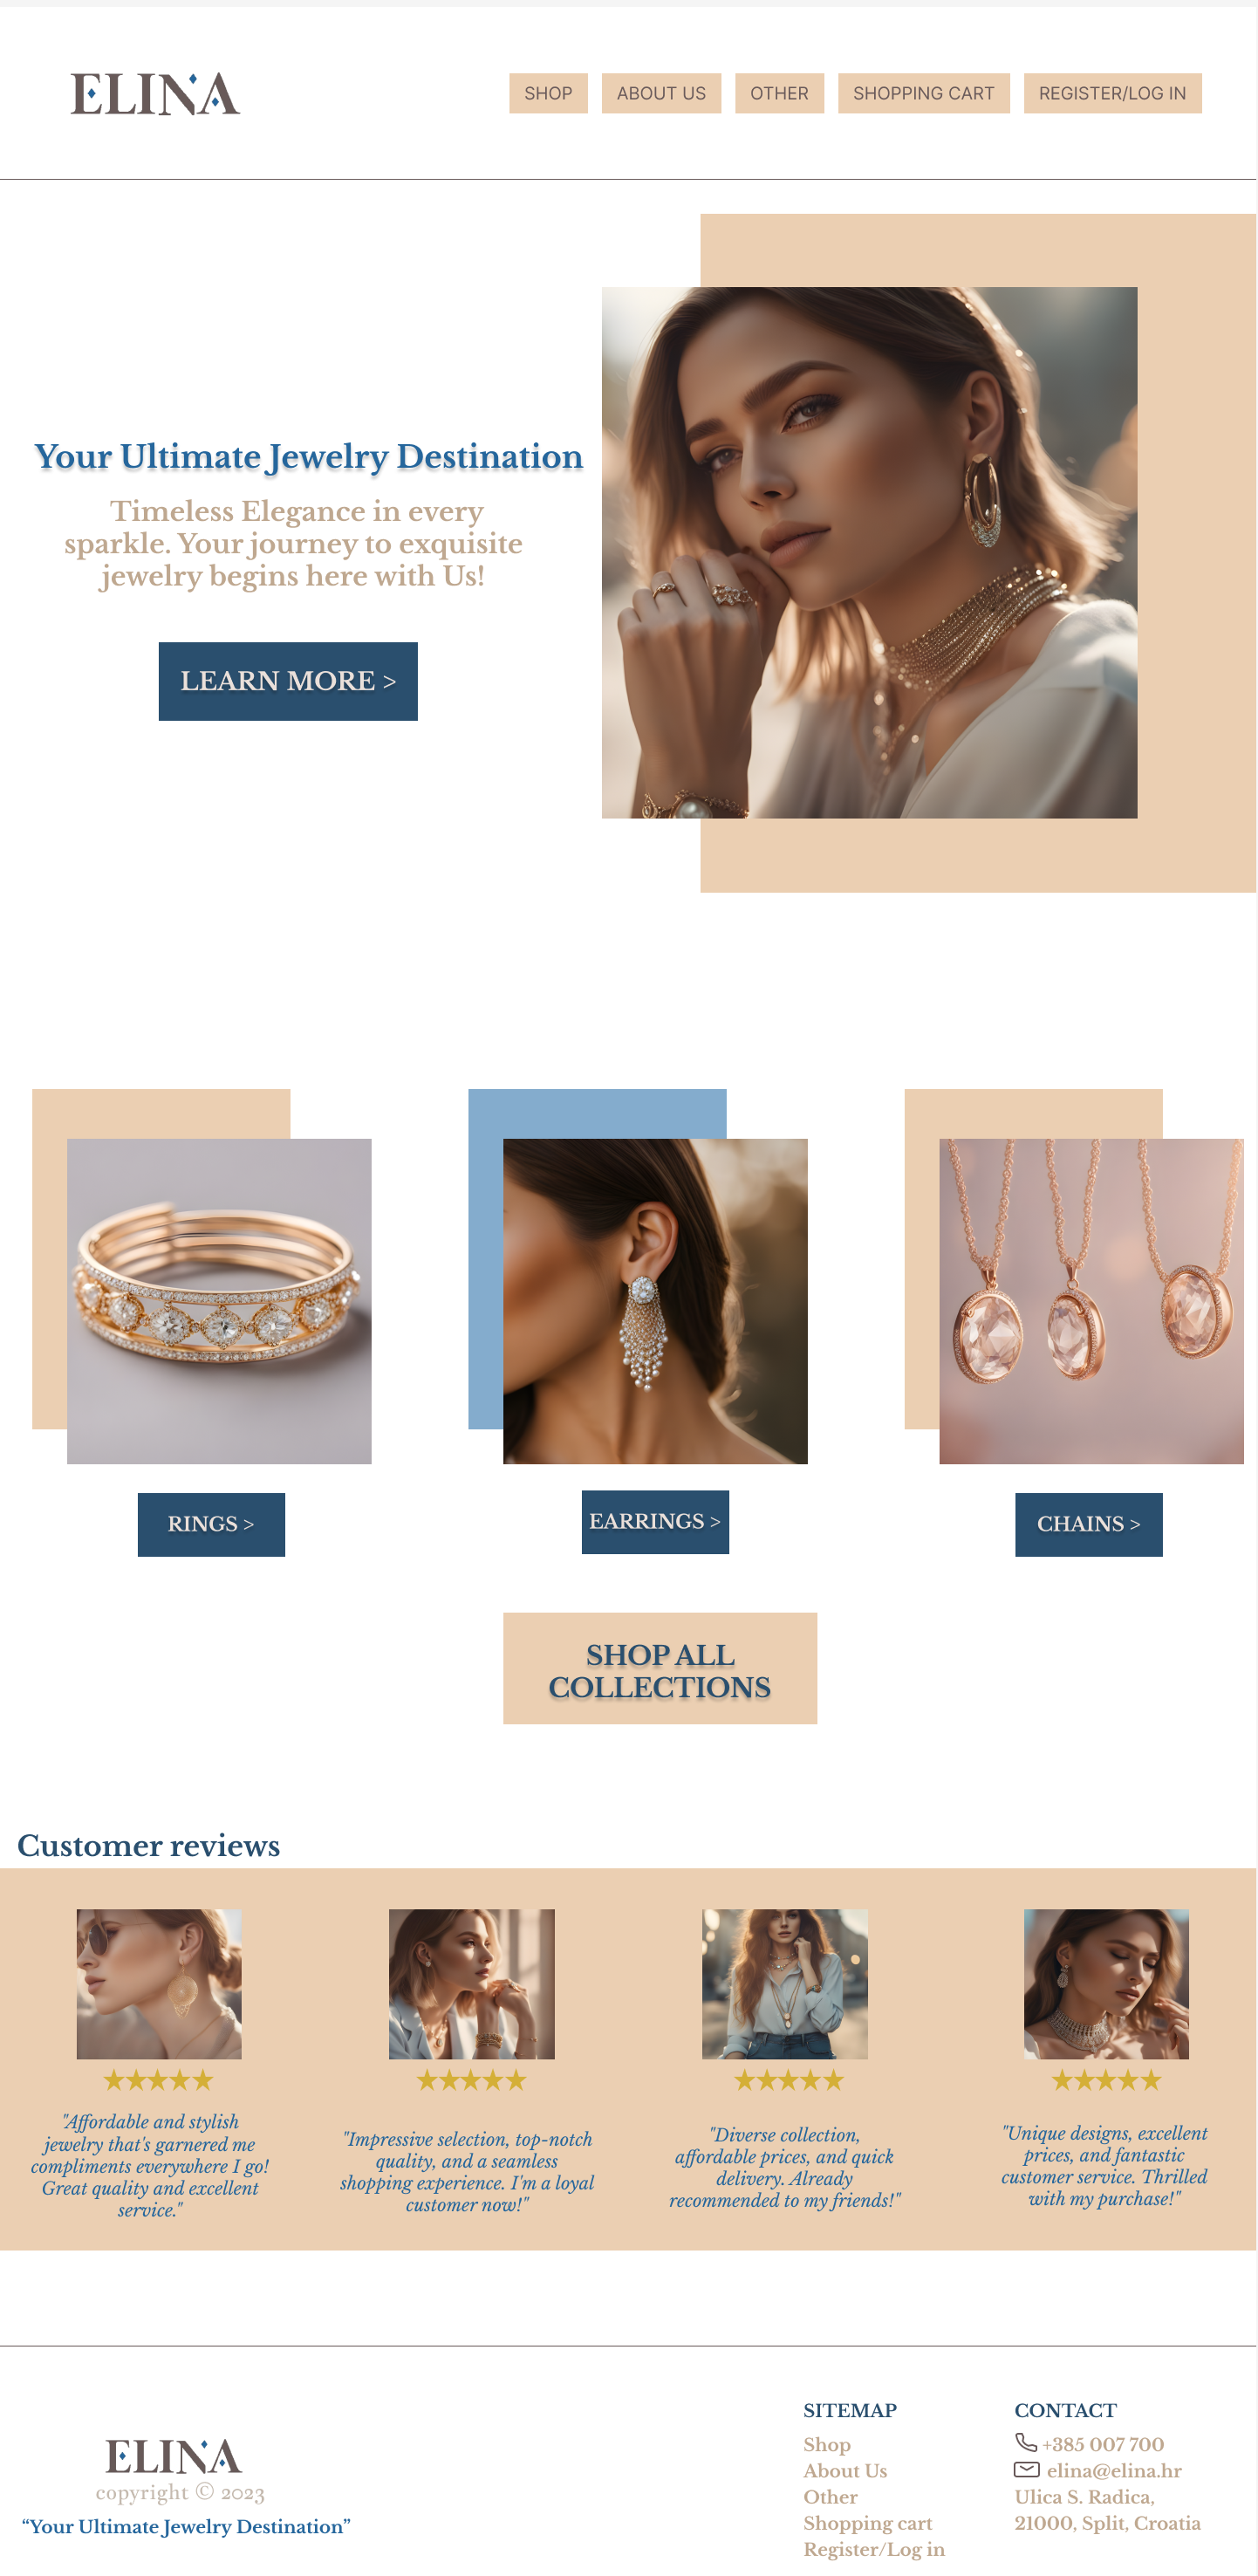 ELINA
SHOP
ABOUT US
OTHER
SHOPPING CART
REGISTER/LOG IN
Your Ultimate Jewelry Destination
Timeless Elegance in every
sparkle. Your journey to exquisite
jewelry begins here with Us!
LEARN MORE >
RINGS >
EARRINGS >
CHAINS >
SHOP ALL
COLLECTIONS
Customer reviews
"Affordable and stylish
jewelry that's garnered me
compliments everywhere I go!
Great quality and excellent
service."
"Impressive selection, top-notch
quality, and a seamless
shopping experience. I'm a loyal
customer now!"
"Diverse collection,
affordable prices, and quick
delivery. Already
recommended to my friends!"
"Unique designs, excellent
prices, and fantastic
customer service. Thrilled
with my purchase!"
ELINA
copyright © 2023
“Your Ultimate Jewelry Destination”
SITEMAP
Shop
About Us
Other
Shopping cart
Register/Log in
CONTACT
+385 007 700
elina@elina.hr
Ulica S. Radica,
21000, Split, Croatia